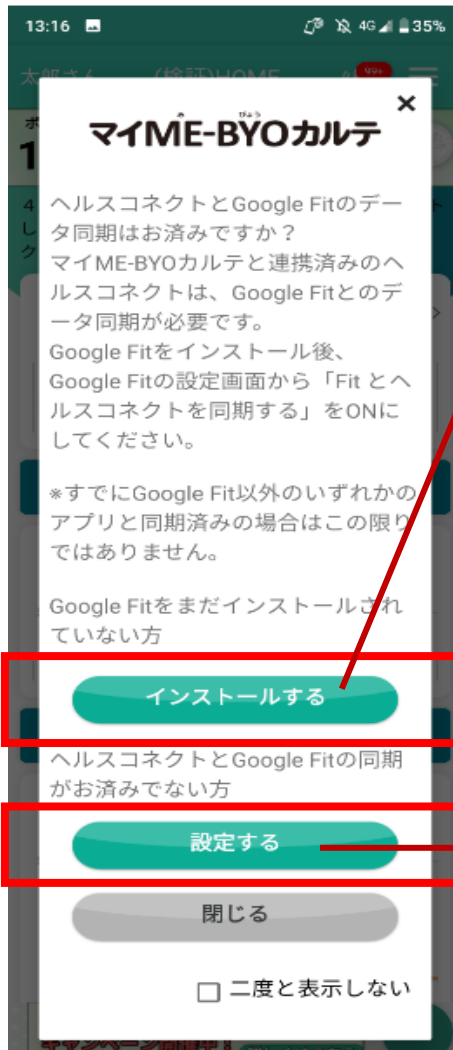 13:16 4G 35%
太郎さん (検証)HOME 99+
×
マイME-BYOカルテ
びょう
ヘルスコネクトとGoogle Fitのデー
タ同期はお済みですか？
マイME-BYOカルテと連携済みのヘ
ルスコネクトは、Google Fitとのデ
ータ同期が必要です。
Google Fitをインストール後、
Google Fitの設定画面から「Fit とヘ
ルスコネクトを同期する」をONに
してください。
*すでにGoogle Fit以外のいずれかの
アプリと同期済みの場合はこの限り
ではありません。
Google Fitをまだインストールされ
ていない方
インストールする
ヘルスコネクトとGoogle Fitの同期
がお済みでない方
設定する
閉じる
二度と表示しない
キャンペーン開催中！